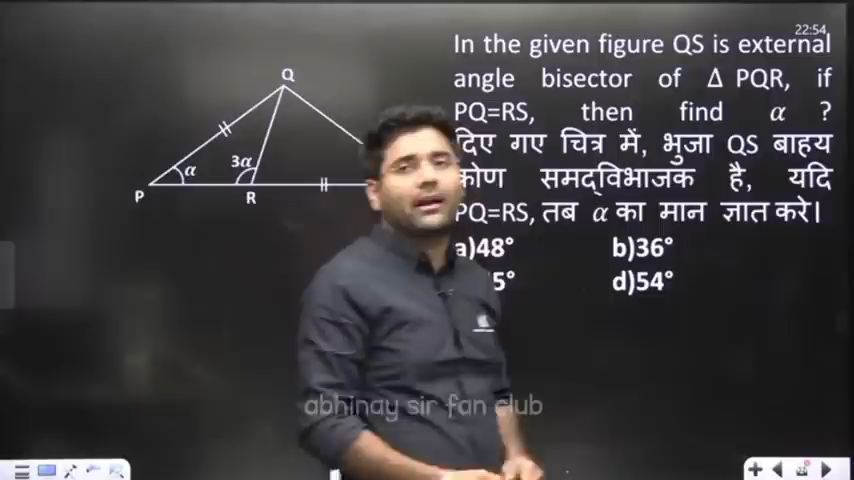 22:54
In the given figure QS is external
angle bisector of Δ PQR, if
PQ=RS, then find α ?
दिए गए चित्र में, भुजा QS बाहय
कोण समद्विभाजक है, यदि
PQ=RS, तब α का मान ज्ञात करे।
a)48° b)36°
5° d)54°
Q
α
3α
P
R
abhinay sir fan club